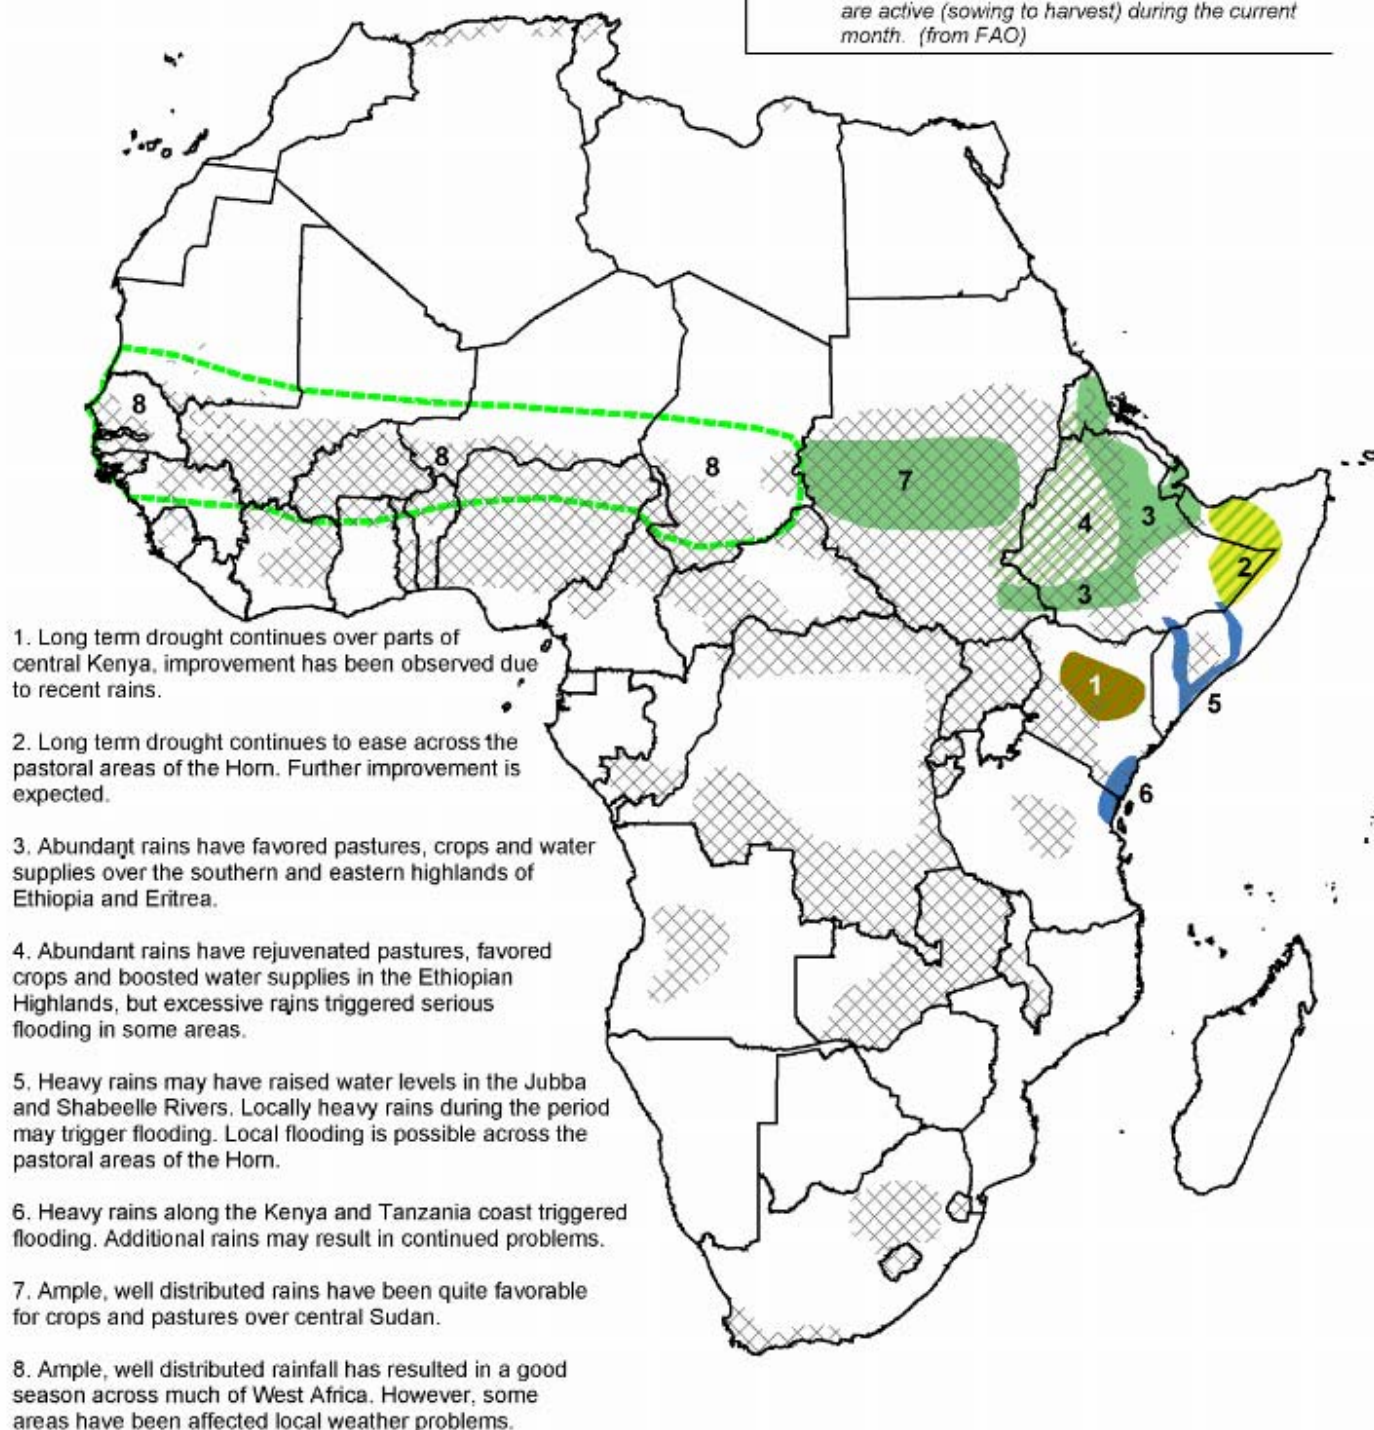 are active (sowing to harvest) during the current
month. (from FAO)
8
8
8
7
3
4
3
2
1
5
6
1. Long term drought continues over parts of
central Kenya, improvement has been observed due
to recent rains.
2. Long term drought continues to ease across the
pastoral areas of the Horn. Further improvement is
expected.
3. Abundant rains have favored pastures, crops and water
supplies over the southern and eastern highlands of
Ethiopia and Eritrea.
4. Abundant rains have rejuvenated pastures, favored
crops and boosted water supplies in the Ethiopian
Highlands, but excessive rains triggered serious
flooding in some areas.
5. Heavy rains may have raised water levels in the Jubba
and Shabeelle Rivers. Locally heavy rains during the period
may trigger flooding. Local flooding is possible across the
pastoral areas of the Horn.
6. Heavy rains along the Kenya and Tanzania coast triggered
flooding. Additional rains may result in continued problems.
7. Ample, well distributed rains have been quite favorable
for crops and pastures over central Sudan.
8. Ample, well distributed rainfall has resulted in a good
season across much of West Africa. However, some
areas have been affected local weather problems.